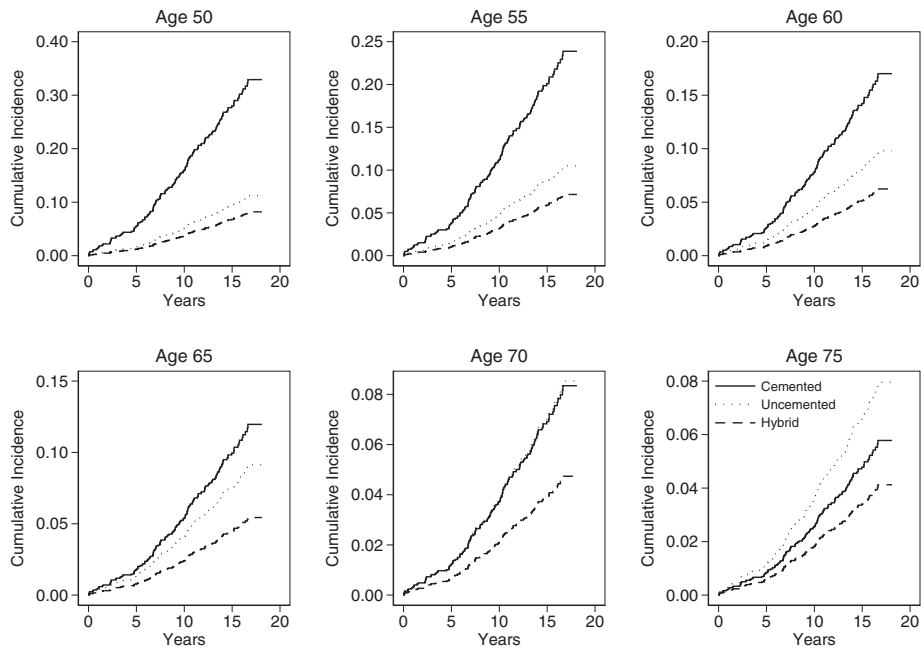 Age 50
Age 55
Age 60
0.40
0.30
0.20
0.10
0.00
Cumulative Incidence
0 5 10 15 20
Years
0.25
0.20
0.15
0.10
0.05
0.00
Cumulative Incidence
0 5 10 15 20
Years
0.20
0.15
0.10
0.05
0.00
Cumulative Incidence
0 5 10 15 20
Years
Age 65
Age 70
Age 75
0.15
0.10
0.05
0.00
Cumulative Incidence
0 5 10 15 20
Years
0.08
0.06
0.04
0.02
0.00
Cumulative Incidence
0 5 10 15 20
Years
0.08
0.06
0.04
0.02
0.00
Cumulative Incidence
Cemented
Uncemented
Hybrid
0 5 10 15 20
Years